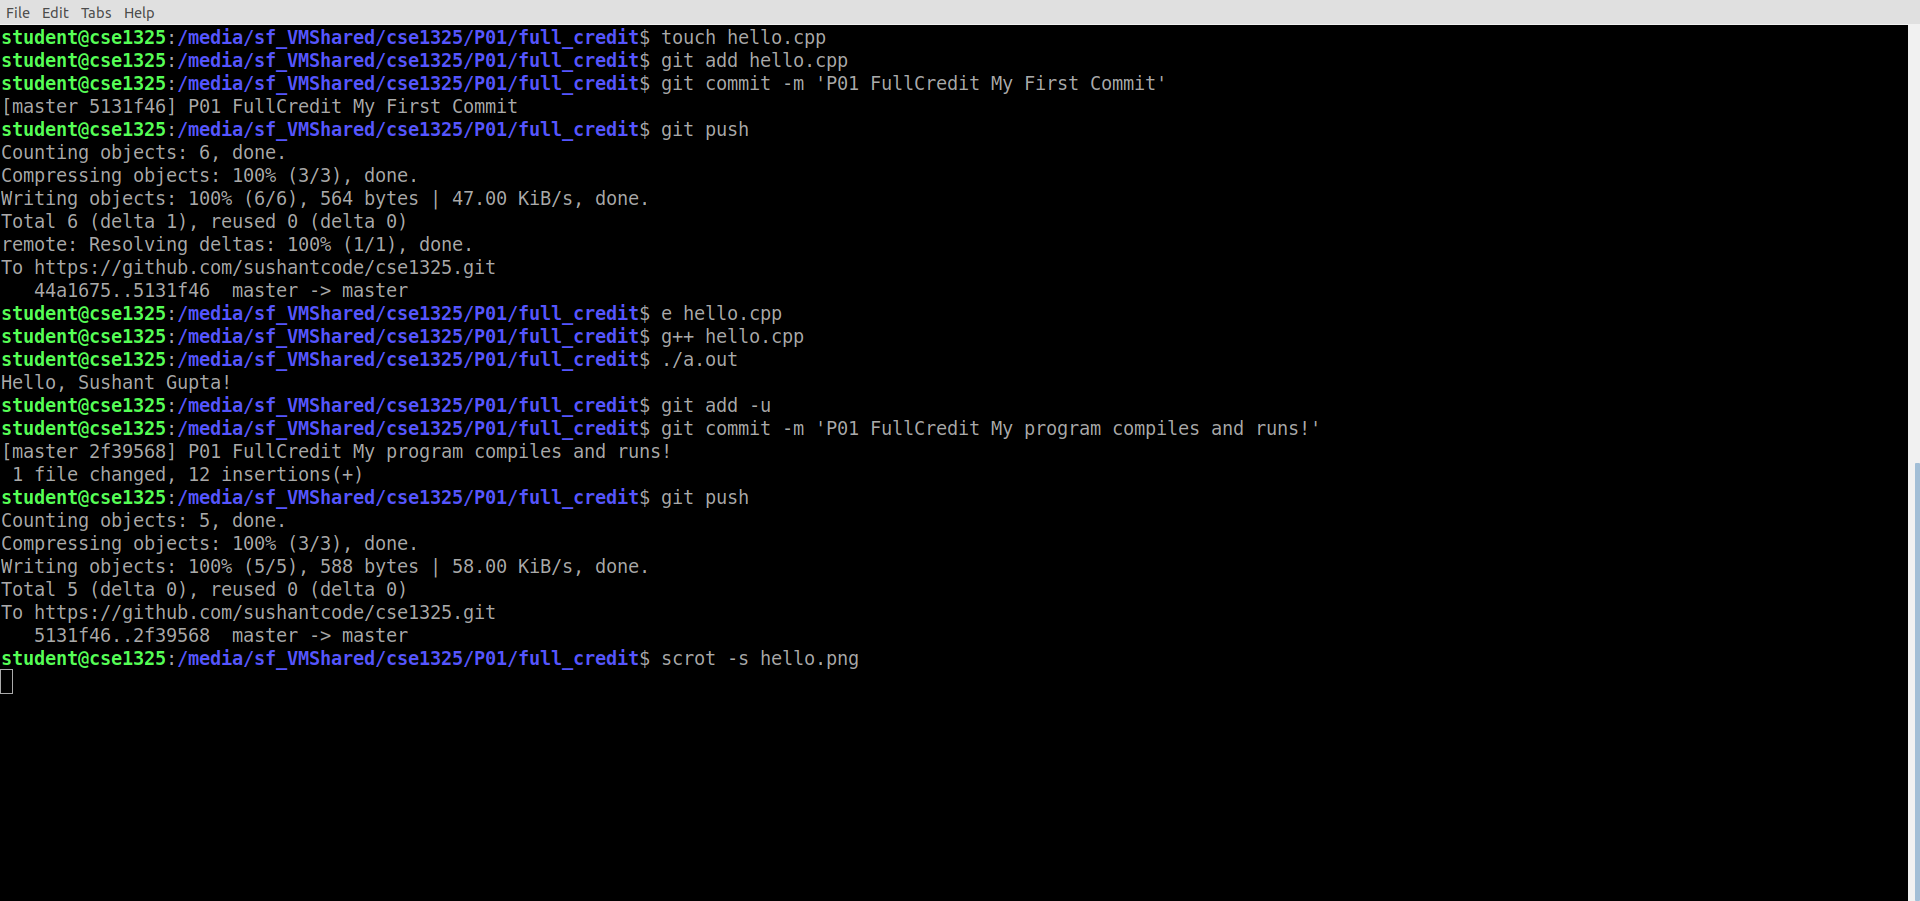 File Edit Tabs Help
student@cse1325:/media/sf_VMShared/cse1325/P01/full_credit$ touch hello.cpp
student@cse1325:/media/sf_VMShared/cse1325/P01/full_credit$ git add hello.cpp
student@cse1325:/media/sf_VMShared/cse1325/P01/full_credit$ git commit -m 'P01 FullCredit My First Commit'
[master 5131f46] P01 FullCredit My First Commit
student@cse1325:/media/sf_VMShared/cse1325/P01/full_credit$ git push
Counting objects: 6, done.
Compressing objects: 100% (3/3), done.
Writing objects: 100% (6/6), 564 bytes | 47.00 KiB/s, done.
Total 6 (delta 1), reused 0 (delta 0)
remote: Resolving deltas: 100% (1/1), done.
To https://github.com/sushantcode/cse1325.git
   44a1675..5131f46  master -> master
student@cse1325:/media/sf_VMShared/cse1325/P01/full_credit$ e hello.cpp
student@cse1325:/media/sf_VMShared/cse1325/P01/full_credit$ g++ hello.cpp
student@cse1325:/media/sf_VMShared/cse1325/P01/full_credit$ ./a.out
Hello, Sushant Gupta!
student@cse1325:/media/sf_VMShared/cse1325/P01/full_credit$ git add -u
student@cse1325:/media/sf_VMShared/cse1325/P01/full_credit$ git commit -m 'P01 FullCredit My program compiles and runs!'
[master 2f39568] P01 FullCredit My program compiles and runs!
 1 file changed, 12 insertions(+)
student@cse1325:/media/sf_VMShared/cse1325/P01/full_credit$ git push
Counting objects: 5, done.
Compressing objects: 100% (3/3), done.
Writing objects: 100% (5/5), 588 bytes | 58.00 KiB/s, done.
Total 5 (delta 0), reused 0 (delta 0)
To https://github.com/sushantcode/cse1325.git
   5131f46..2f39568  master -> master
student@cse1325:/media/sf_VMShared/cse1325/P01/full_credit$ scrot -s hello.png